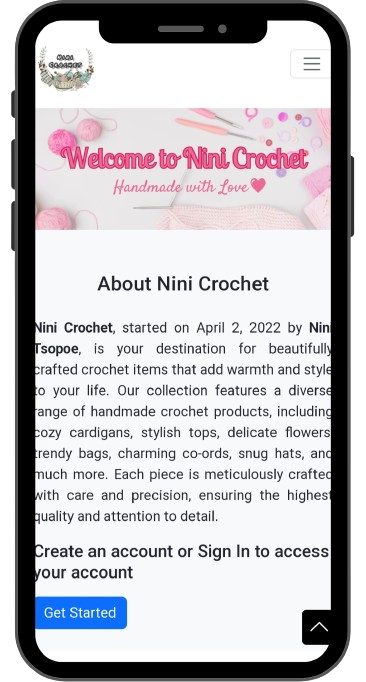 NINI
CROCHET
Welcome to Nini Crochet
Handmade with Love
About Nini Crochet
Nini Crochet, started on April 2, 2022 by Nini
Tsopoe, is your destination for beautifully
crafted crochet items that add warmth and style
to your life. Our collection features a diverse
range of handmade crochet products, including
cozy cardigans, stylish tops, delicate flowers,
trendy bags, charming co-ords, snug hats, and
much more. Each piece is meticulously crafted
with care and precision, ensuring the highest
quality and attention to detail.
Create an account or Sign In to access
your account
Get Started